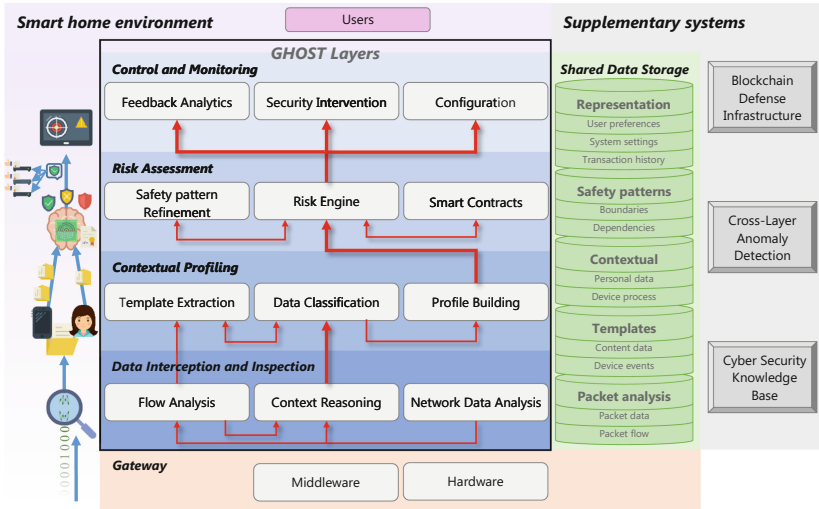 Smart home environment
Users
Supplementary systems
GHOST Layers
Control and Monitoring
Feedback Analytics
Security Intervention
Configuration
Risk Assessment
Safety pattern
Refinement
Risk Engine
Smart Contracts
Contextual Profiling
Template Extraction
Data Classification
Profile Building
Data Interception and Inspection
Flow Analysis
Context Reasoning
Network Data Analysis
Gateway
Middleware
Hardware
Shared Data Storage
Representation
User preferences
System settings
Transaction history
Safety patterns
Boundaries
Dependencies
Contextual
Personal data
Device process
Templates
Content data
Device events
Packet analysis
Packet data
Packet flow
Blockchain
Defense
Infrastructure
Cross-Layer
Anomaly
Detection
Cyber Security
Knowledge
Base
0001000